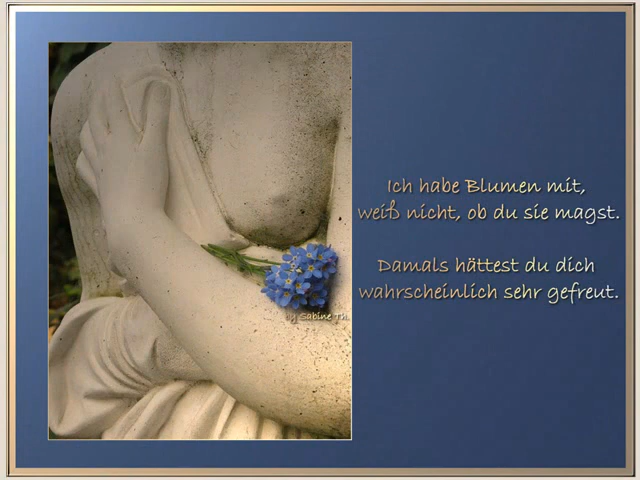 Ich habe Blumen mit,
weiß nicht, ob du sie magst.
Damals hättest du dich
wahrscheinlich sehr gefreut.
by Sabine Th.